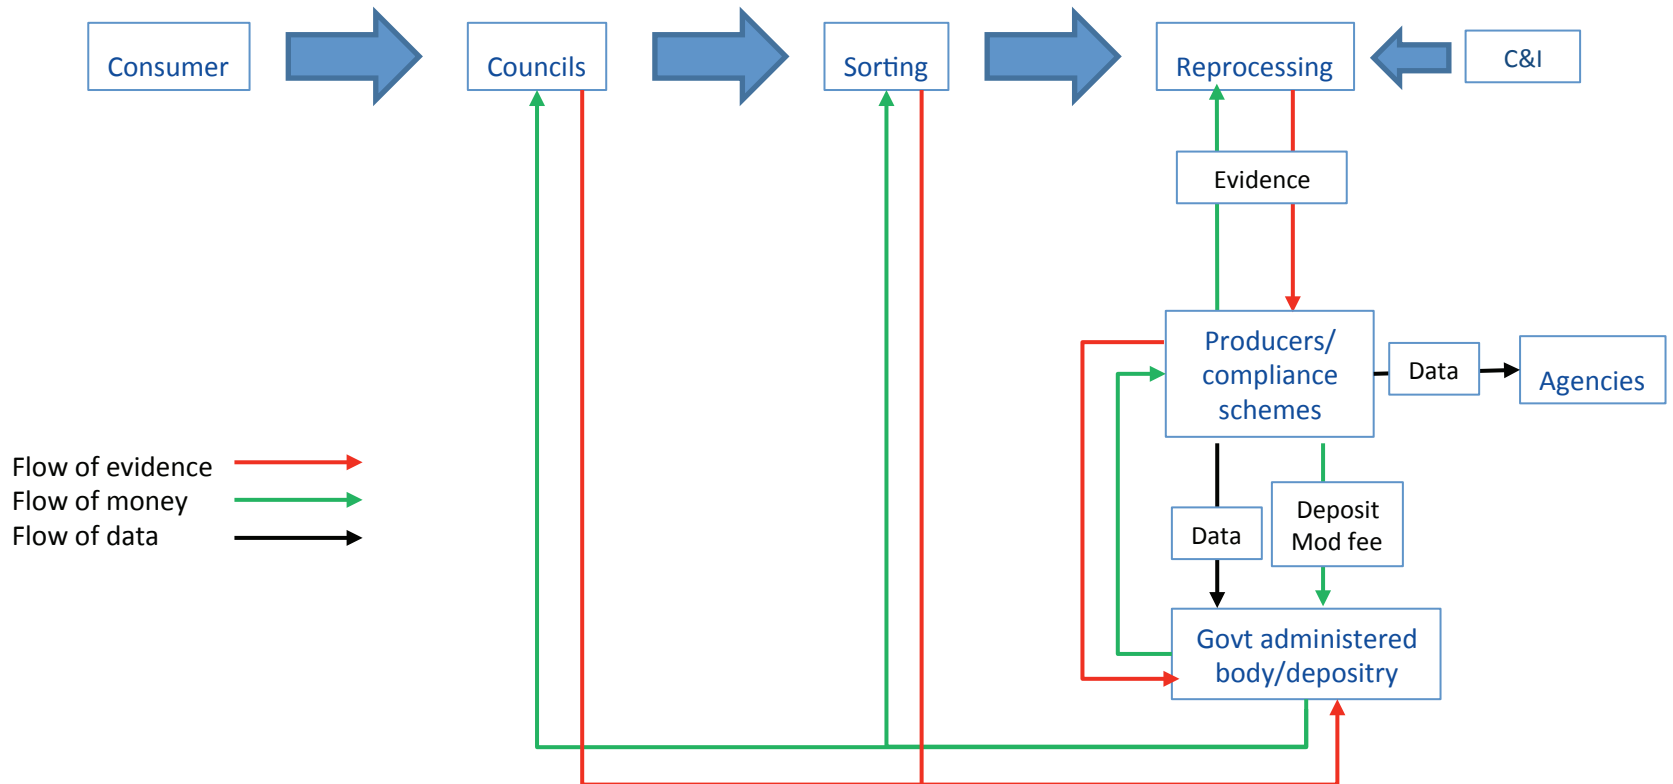 Consumer
Councils
Sorting
Reprocessing
C&I
Evidence
Producers/
compliance
schemes
Data
Agencies
Flow of evidence
Flow of money
Flow of data
Data
Deposit
Mod fee
Govt administered
body/depositry